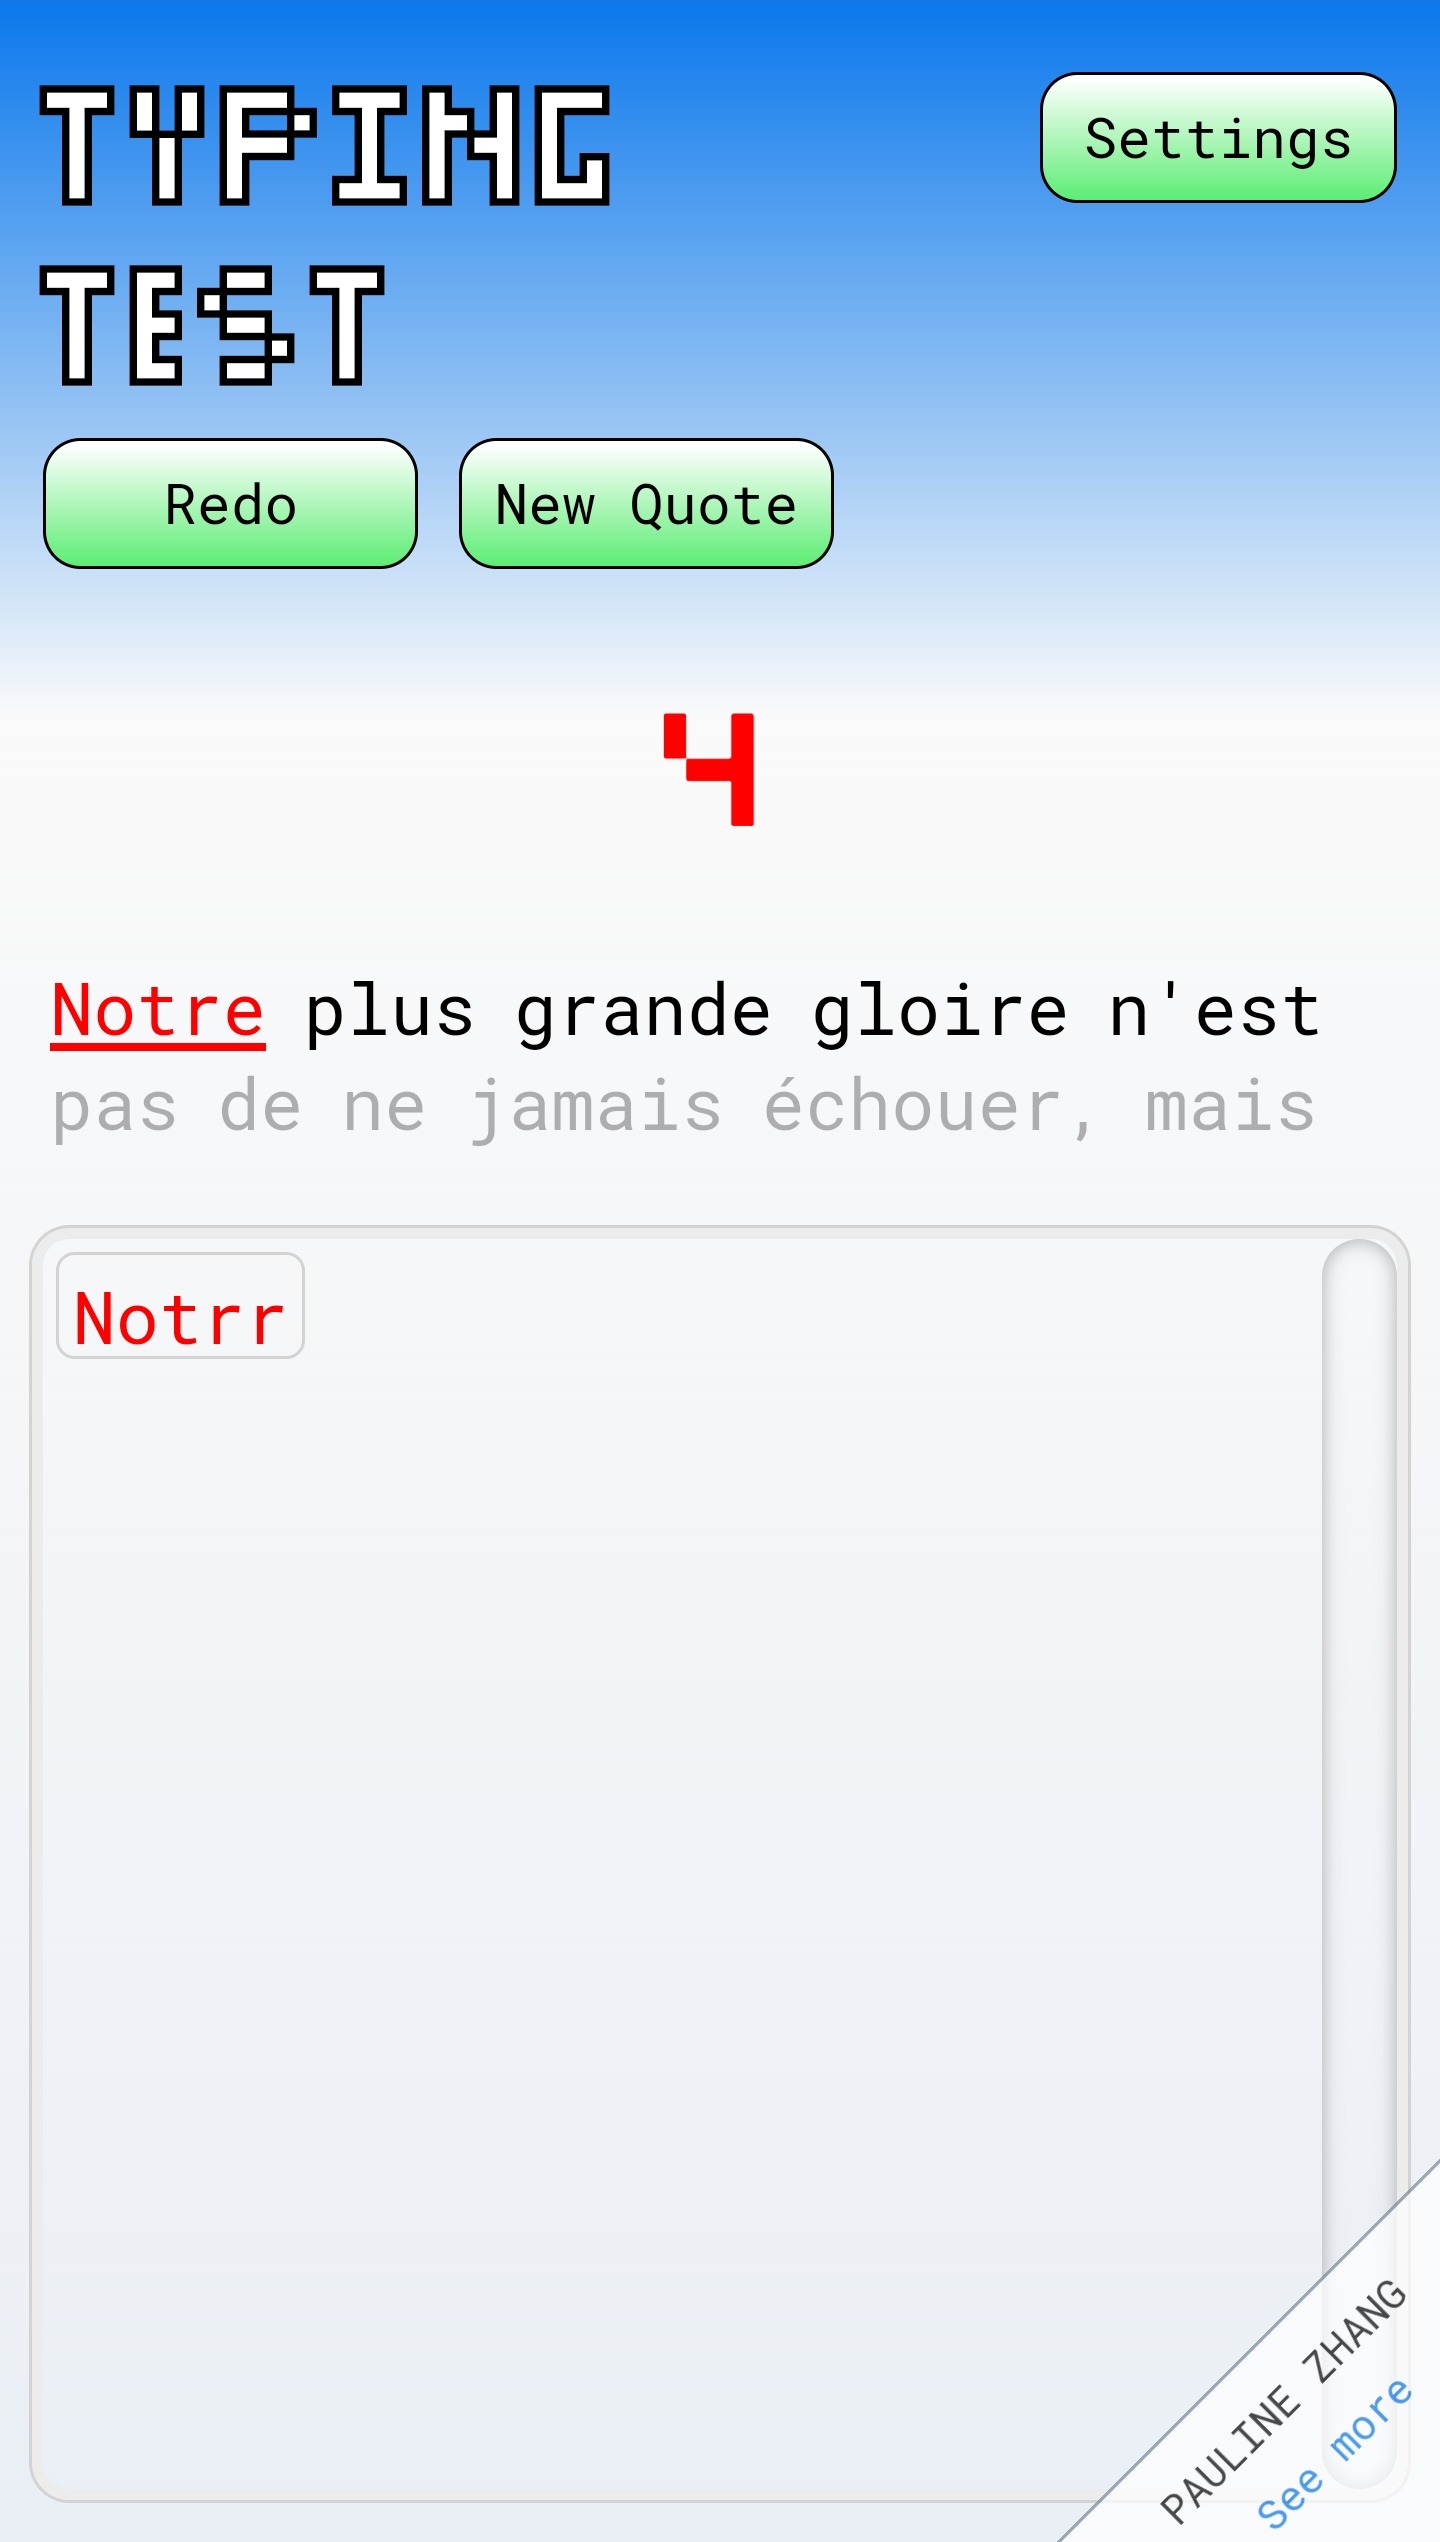 TYPING
Settings
TEST
Redo
New Quote
4
Notre plus grande gloire n'est
pas de ne jamais échouer, mais
Notrr
PAULINE ZHANG
See more